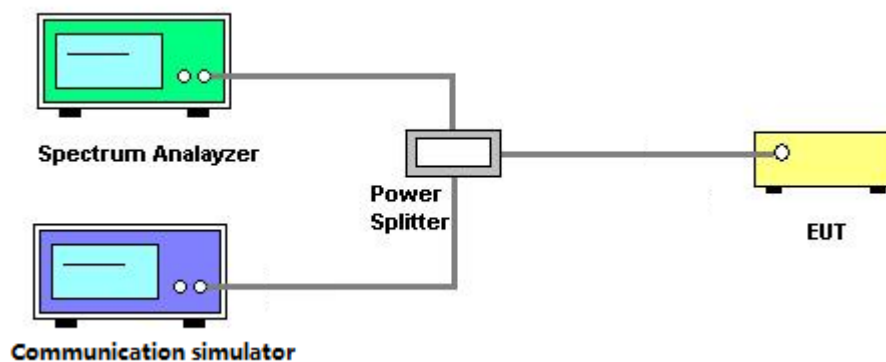 Spectrum Analayzer
Power
Splitter
EUT
Communication simulator